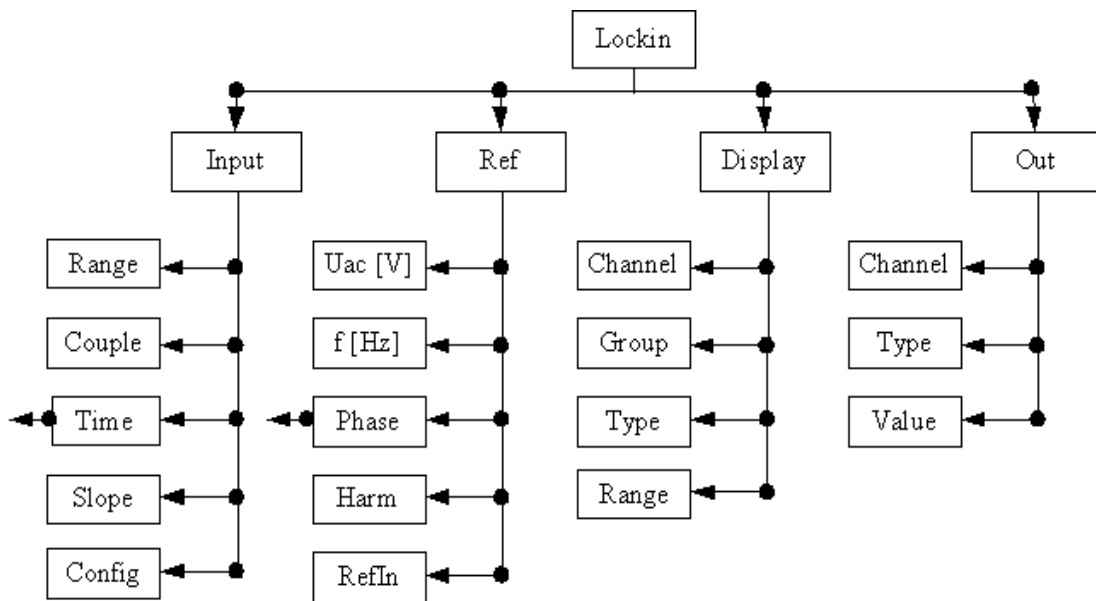 Lockin
Input
Ref
Display
Out
Range
Uac [V]
Channel
Channel
Couple
f [Hz]
Group
Type
Time
Phase
Type
Value
Slope
Harm
Range
Config
RefIn